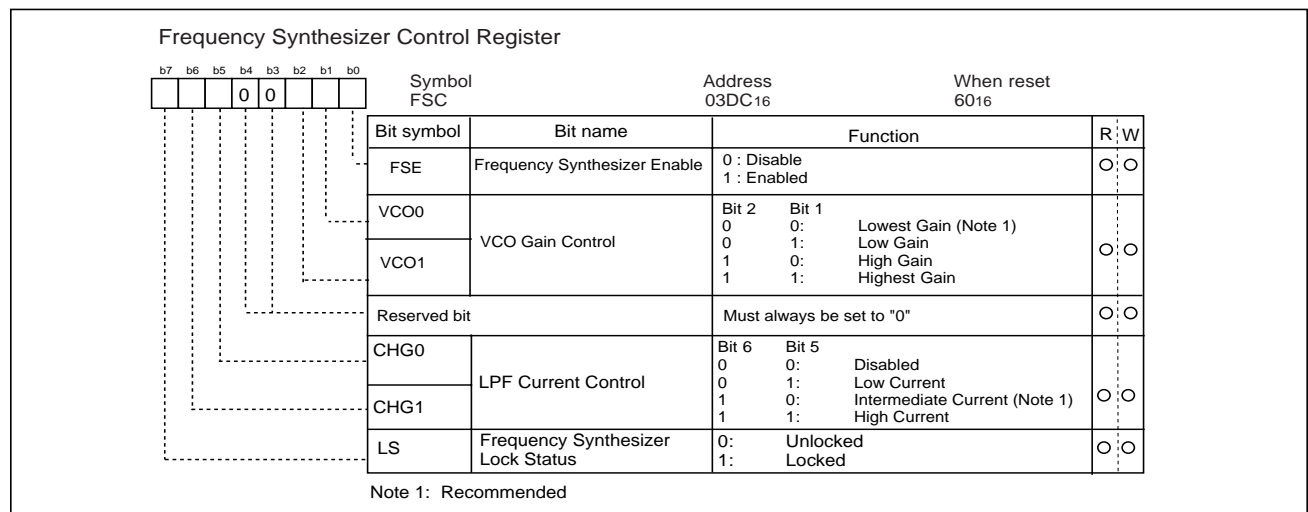 Frequency Synthesizer Control Register
b7 b6 b5 b4 b3 b2 b1 b0
0 0
Symbol Address When reset
FSC 03DC16 6016
Bit symbol Bit name Function R W
FSE Frequency Synthesizer Enable 0 : Disable
1 : Enabled
VCO0
VCO1
VCO Gain Control
Bit 2 Bit 1
0 0: Lowest Gain (Note 1)
0 1: Low Gain
1 0: High Gain
1 1: Highest Gain
Reserved bit Must always be set to "0"
CHG0
CHG1
LPF Current Control
Bit 6 Bit 5
0 0: Disabled
0 1: Low Current
1 0: Intermediate Current (Note 1)
1 1: High Current
LS
Frequency Synthesizer
Lock Status
0: Unlocked
1: Locked
Note 1: Recommended